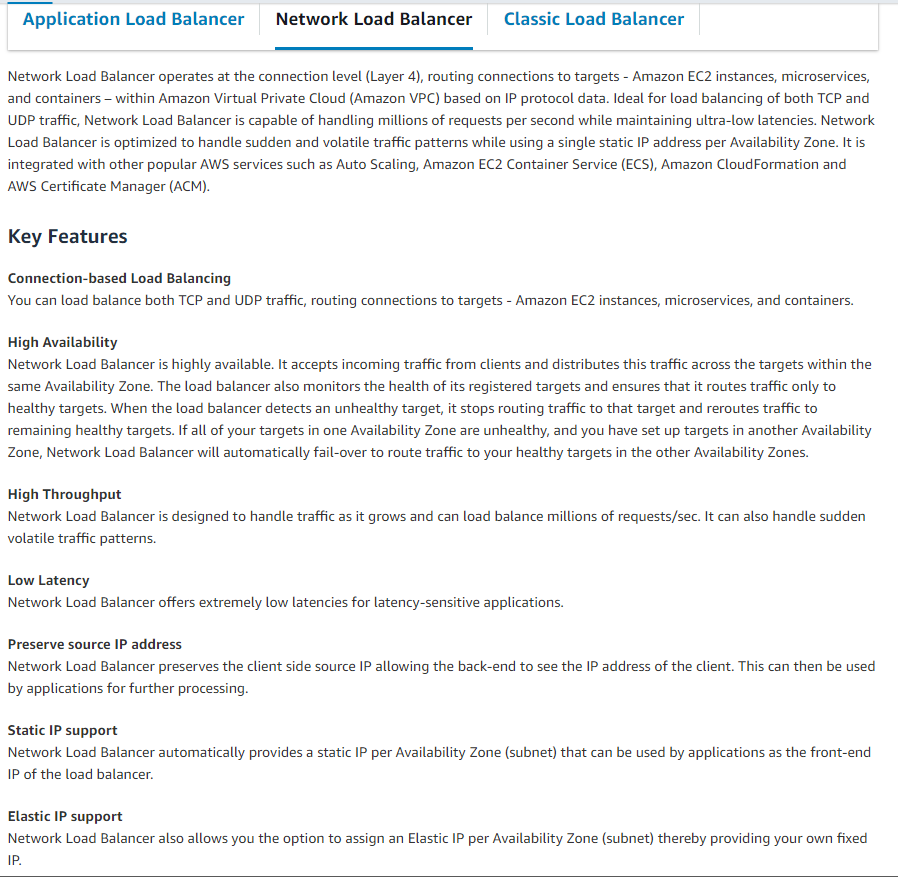 Application Load Balancer Network Load Balancer Classic Load Balancer
Network Load Balancer operates at the connection level (Layer 4), routing connections to targets - Amazon EC2 instances, microservices,
and containers – within Amazon Virtual Private Cloud (Amazon VPC) based on IP protocol data. Ideal for load balancing of both TCP and
UDP traffic, Network Load Balancer is capable of handling millions of requests per second while maintaining ultra-low latencies. Network
Load Balancer is optimized to handle sudden and volatile traffic patterns while using a single static IP address per Availability Zone. It is
integrated with other popular AWS services such as Auto Scaling, Amazon EC2 Container Service (ECS), Amazon CloudFormation and
AWS Certificate Manager (ACM).
Key Features
Connection-based Load Balancing
You can load balance both TCP and UDP traffic, routing connections to targets - Amazon EC2 instances, microservices, and containers.
High Availability
Network Load Balancer is highly available. It accepts incoming traffic from clients and distributes this traffic across the targets within the
same Availability Zone. The load balancer also monitors the health of its registered targets and ensures that it routes traffic only to
healthy targets. When the load balancer detects an unhealthy target, it stops routing traffic to that target and reroutes traffic to
remaining healthy targets. If all of your targets in one Availability Zone are unhealthy, and you have set up targets in another Availability
Zone, Network Load Balancer will automatically fail-over to route traffic to your healthy targets in the other Availability Zones.
High Throughput
Network Load Balancer is designed to handle traffic as it grows and can load balance millions of requests/sec. It can also handle sudden
volatile traffic patterns.
Low Latency
Network Load Balancer offers extremely low latencies for latency-sensitive applications.
Preserve source IP address
Network Load Balancer preserves the client side source IP allowing the back-end to see the IP address of the client. This can then be used
by applications for further processing.
Static IP support
Network Load Balancer automatically provides a static IP per Availability Zone (subnet) that can be used by applications as the front-end
IP of the load balancer.
Elastic IP support
Network Load Balancer also allows you the option to assign an Elastic IP per Availability Zone (subnet) thereby providing your own fixed
IP.